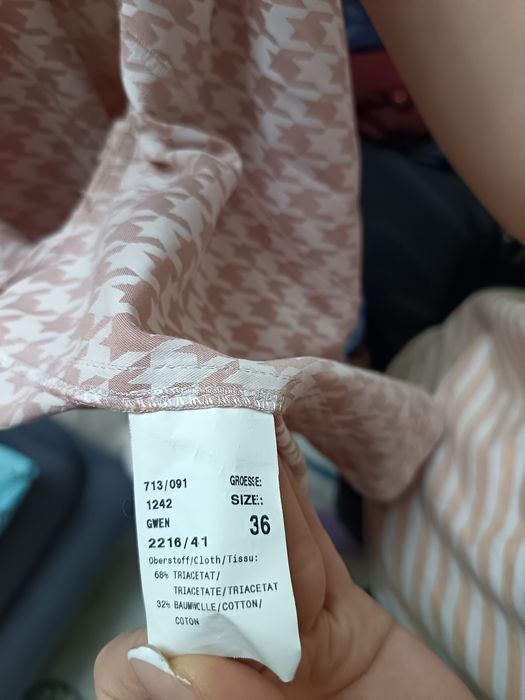 713/091
1242
GWEN
2216/41
GROESSE:
SIZE:
36
Oberstoff/Cloth/Tissu:
68% TRIACETAT/
TRIACETATE/TRIACETAT
32% BAUMWOLLE/COTTON/
COTON